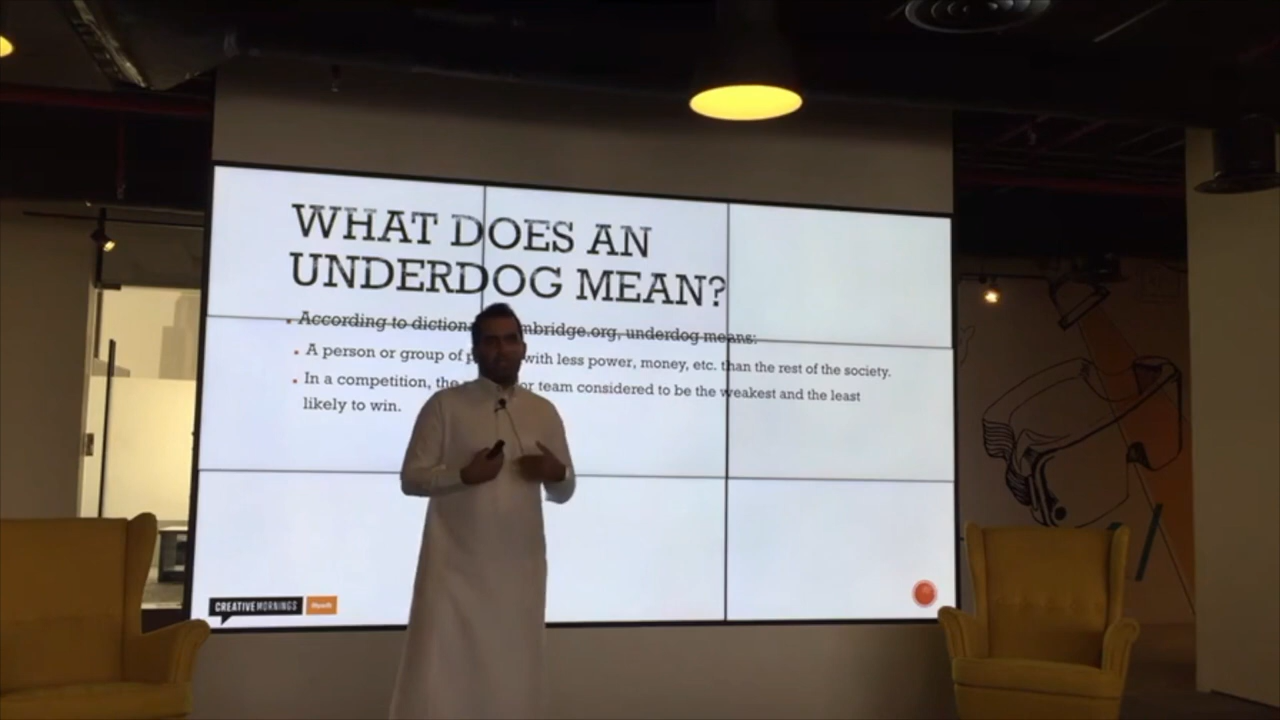 WHAT DOES AN
UNDERDOG MEAN?
According to diction mbridge.org, underdog means:
A person or group of p with less power, money, etc. than the rest of the society.
In a competition, the or team considered to be the weakest and the least
likely to win.
CREATIVEMORNINGS